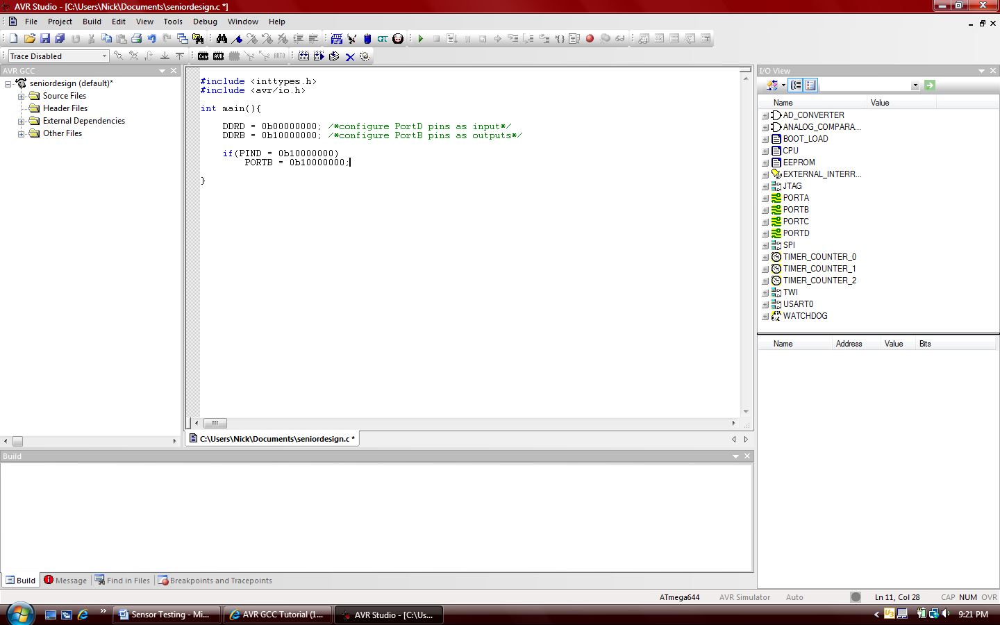 AVR Studio - [C:\Users\Nick\Documents\seniordesign.c *]
File Project Build Edit View Tools Debug Window Help
Trace Disabled
AVR GCC
seniordesign (default)*
Source Files
Header Files
External Dependencies
Other Files
#include <inttypes.h>
#include <avr/io.h>
int main(){
DDRD = 0b00000000; /*configure PortD pins as input*/
DDRB = 0b10000000; /*configure PortB pins as outputs*/
if(PIND = 0b10000000)
PORTB = 0b10000000;
}
C:\Users\Nick\Documents\seniordesign.c *
I/O View
Name Value
AD_CONVERTER
ANALOG_COMPARA...
BOOT_LOAD
CPU
EEPROM
EXTERNAL_INTERR...
JTAG
PORTA
PORTB
PORTC
PORTD
SPI
TIMER_COUNTER_0
TIMER_COUNTER_1
TIMER_COUNTER_2
TWI
USART0
WATCHDOG
Name Address Value Bits
Build
Build Message Find in Files Breakpoints and Tracepoints
ATmega644 AVR Simulator Auto Ln 11, Col 28 CAP NUM OVR
Sensor Testing - Mi... AVR GCC Tutorial (1... AVR Studio - [C:\Us... 9:21 PM